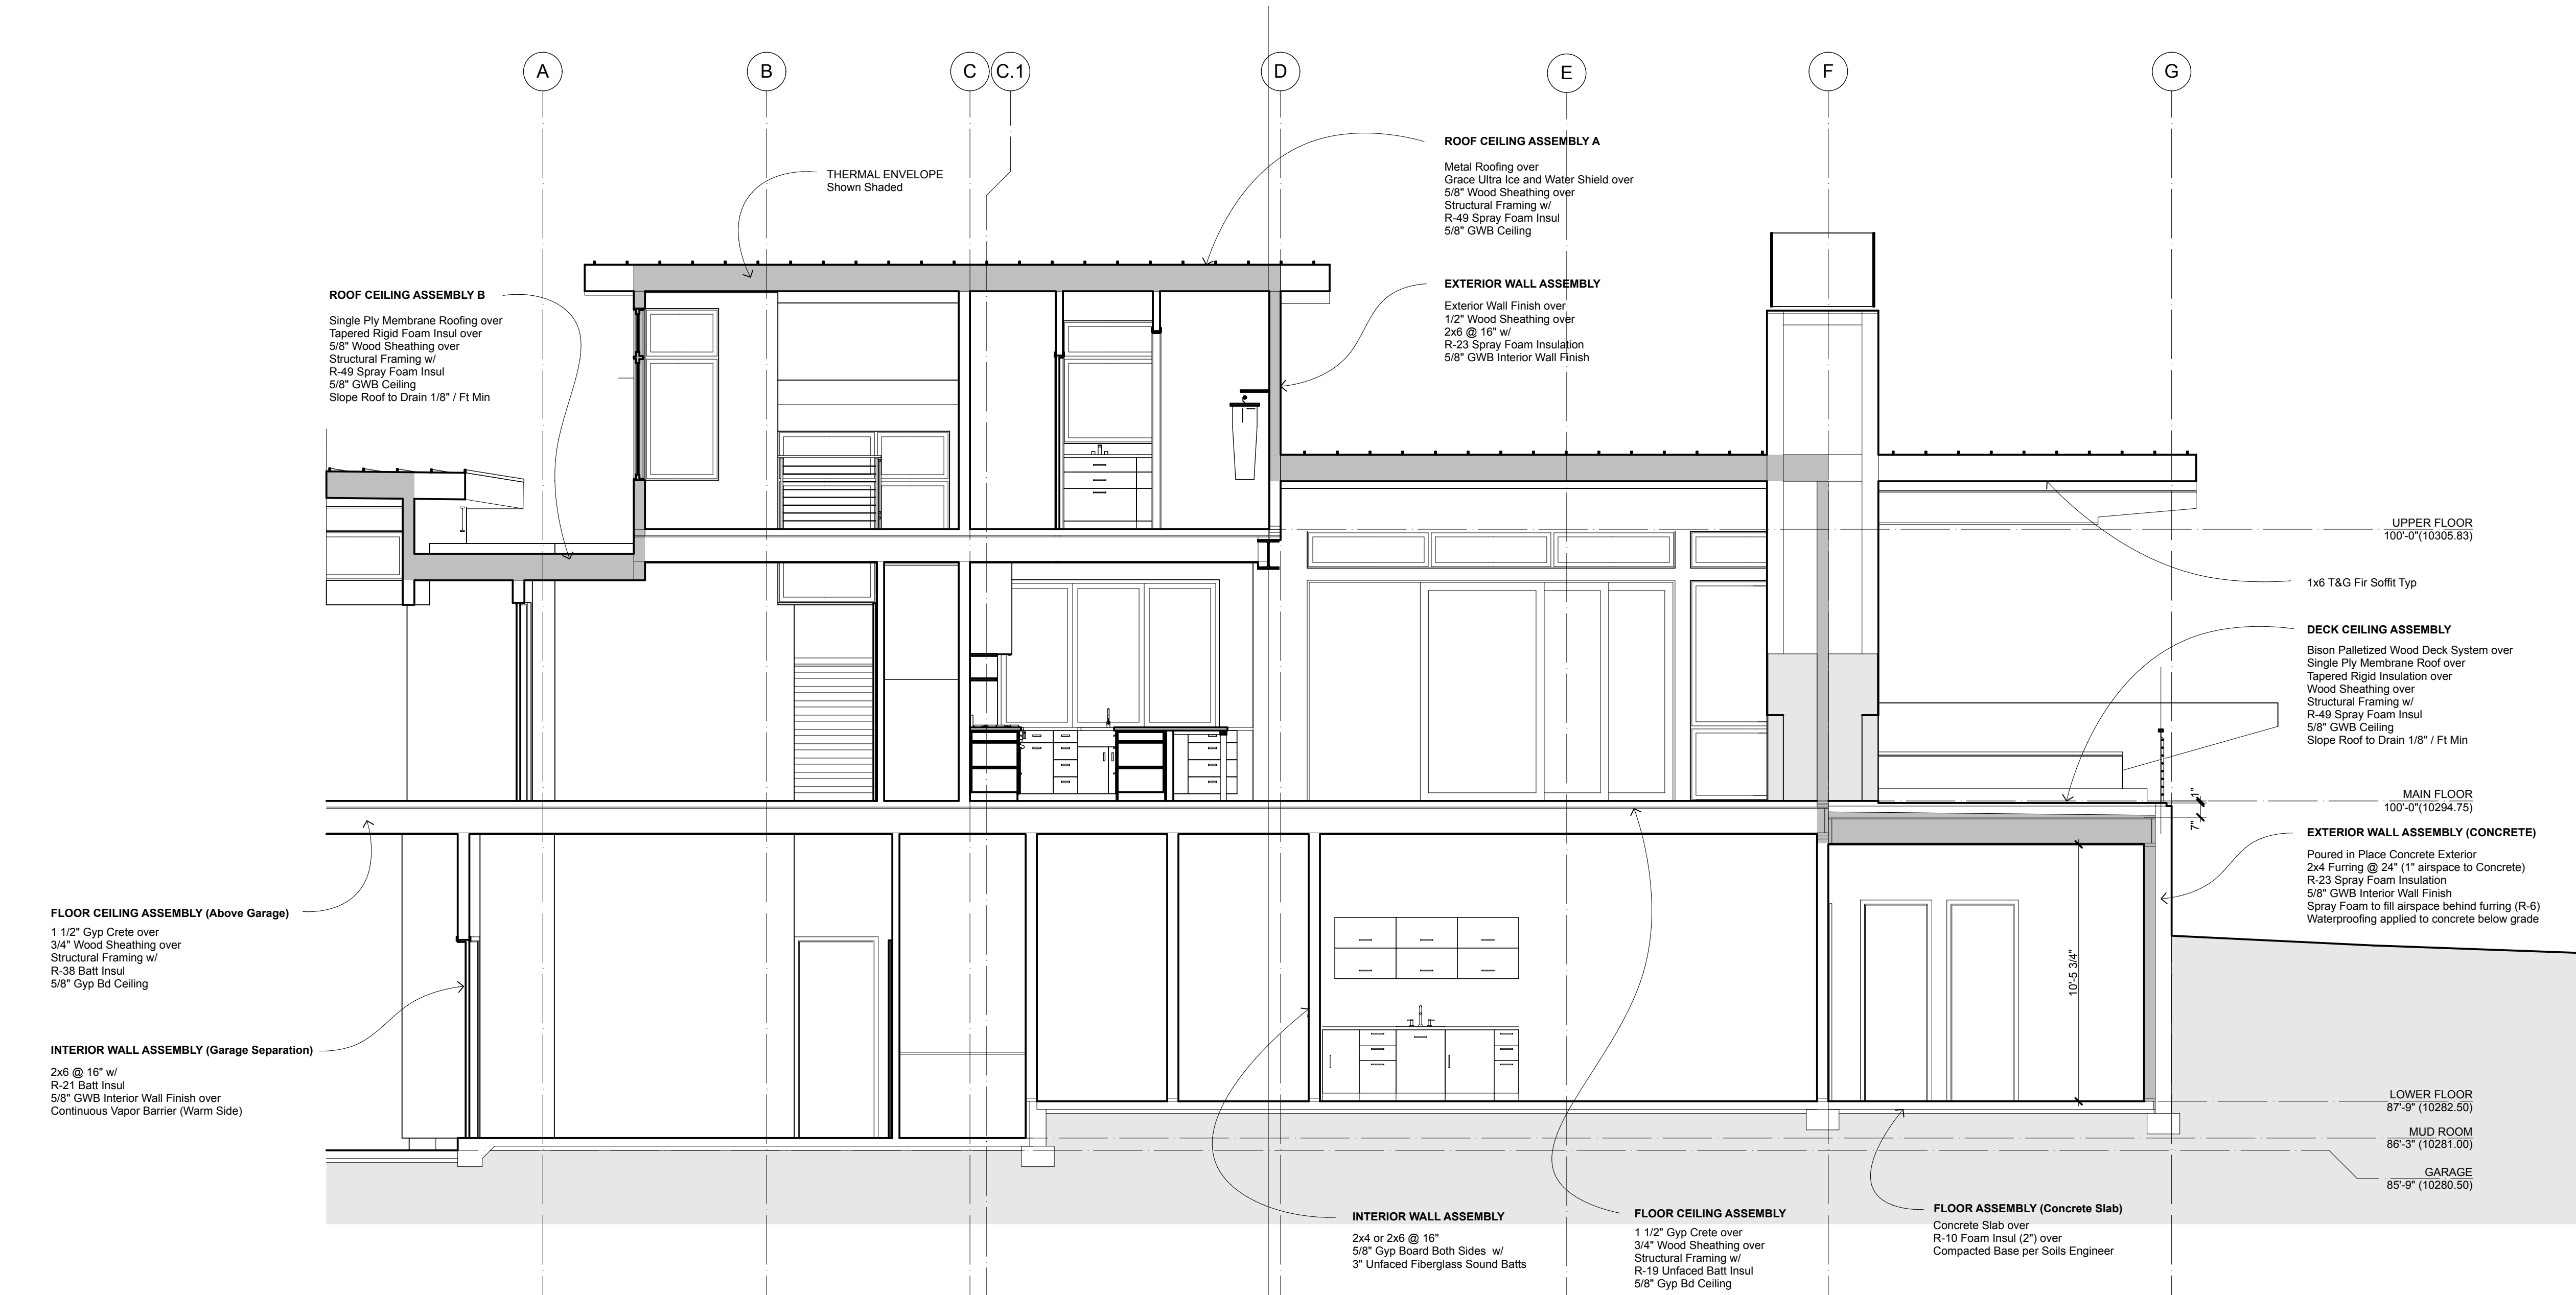 A
B
C
C.1
D
E
F
G
THERMAL ENVELOPE
Shown Shaded
ROOF CEILING ASSEMBLY A
Metal Roofing over
Grace Ultra Ice and Water Shield over
5/8" Wood Sheathing over
Structural Framing w/
R-49 Spray Foam Insul
5/8" GWB Ceiling
ROOF CEILING ASSEMBLY B
Single Ply Membrane Roofing over
Tapered Rigid Foam Insul over
5/8" Wood Sheathing over
Structural Framing w/
R-49 Spray Foam Insul
5/8" GWB Ceiling
Slope Roof to Drain 1/8" / Ft Min
EXTERIOR WALL ASSEMBLY
Exterior Wall Finish over
1/2" Wood Sheathing over
2x6 @ 16" w/
R-23 Spray Foam Insulation
5/8" GWB Interior Wall Finish
UPPER FLOOR
100'-0"(10305.83)
1x6 T&G Fir Soffit Typ
DECK CEILING ASSEMBLY
Bison Palletized Wood Deck System over
Single Ply Membrane Roof over
Tapered Rigid Insulation over
Wood Sheathing over
Structural Framing w/
R-49 Spray Foam Insul
5/8" GWB Ceiling
Slope Roof to Drain 1/8" / Ft Min
1"
7"
MAIN FLOOR
100'-0"(10294.75)
EXTERIOR WALL ASSEMBLY (CONCRETE)
Poured in Place Concrete Exterior
2x4 Furring @ 24" (1" airspace to Concrete)
R-23 Spray Foam Insulation
5/8" GWB Interior Wall Finish
Spray Foam to fill airspace behind furring (R-6)
Waterproofing applied to concrete below grade
FLOOR CEILING ASSEMBLY (Above Garage)
1 1/2" Gyp Crete over
3/4" Wood Sheathing over
Structural Framing w/
R-38 Batt Insul
5/8" Gyp Bd Ceiling
10'-5 3/4"
INTERIOR WALL ASSEMBLY (Garage Separation)
2x6 @ 16" w/
R-21 Batt Insul
5/8" GWB Interior Wall Finish over
Continuous Vapor Barrier (Warm Side)
LOWER FLOOR
87'-9" (10282.50)
MUD ROOM
86'-3" (10281.00)
GARAGE
85'-9" (10280.50)
INTERIOR WALL ASSEMBLY
2x4 or 2x6 @ 16"
5/8" Gyp Board Both Sides w/
3" Unfaced Fiberglass Sound Batts
FLOOR CEILING ASSEMBLY
1 1/2" Gyp Crete over
3/4" Wood Sheathing over
Structural Framing w/
R-19 Unfaced Batt Insul
5/8" Gyp Bd Ceiling
FLOOR ASSEMBLY (Concrete Slab)
Concrete Slab over
R-10 Foam Insul (2") over
Compacted Base per Soils Engineer